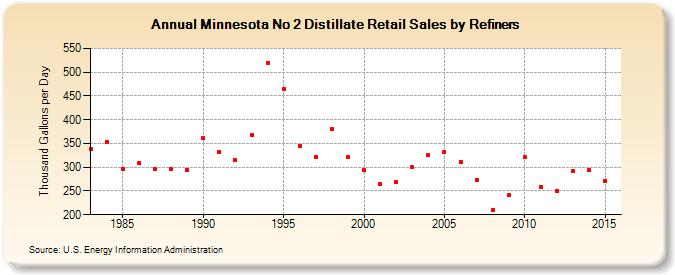 Annual Minnesota No 2 Distillate Retail Sales by Refiners
Thousand Gallons per Day
550
500
450
400
350
300
250
200
1985 1990 1995 2000 2005 2010 2015
Source: U.S. Energy Information Administration